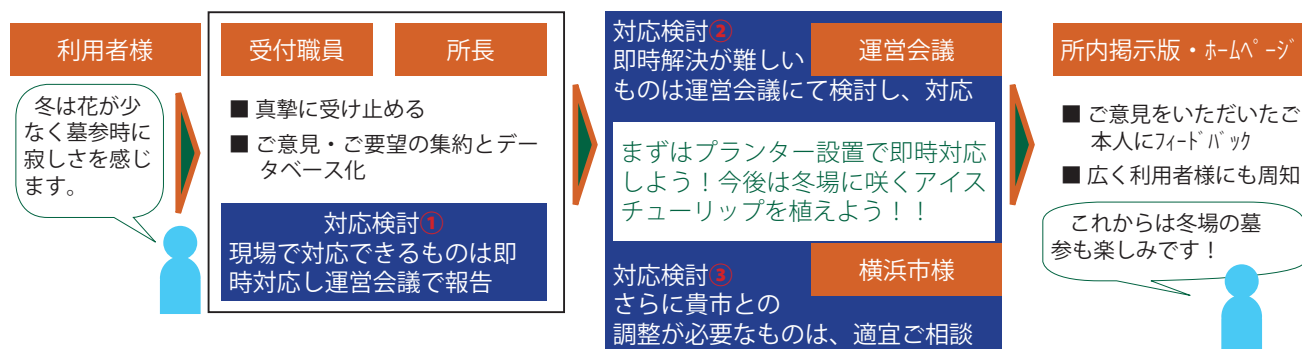 利用者様
冬は花が少
なく墓参時に
寂しさを感じ
ます。
受付職員
所長
■ 真摯に受け止める
■ ご意見・ご要望の集約とデー
タベース化
対応検討①
現場で対応できるものは即
時対応し運営会議で報告
対応検討②
運営会議
即時解決が難しい
ものは運営会議にて検討し、対応
まずはプランター設置で即時対応
しよう！今後は冬場に咲くアイス
チューリップを植えよう！！
対応検討③
横浜市様
さらに貴市との
調整が必要なものは、適宜ご相談
所内掲示版・ﾎｰﾑﾍﾟｰｼﾞ
■ ご意見をいただいたご
本人にﾌｨｰﾄﾞﾊﾞｯｸ
■ 広く利用者様にも周知
これからは冬場の墓
参も楽しみです！